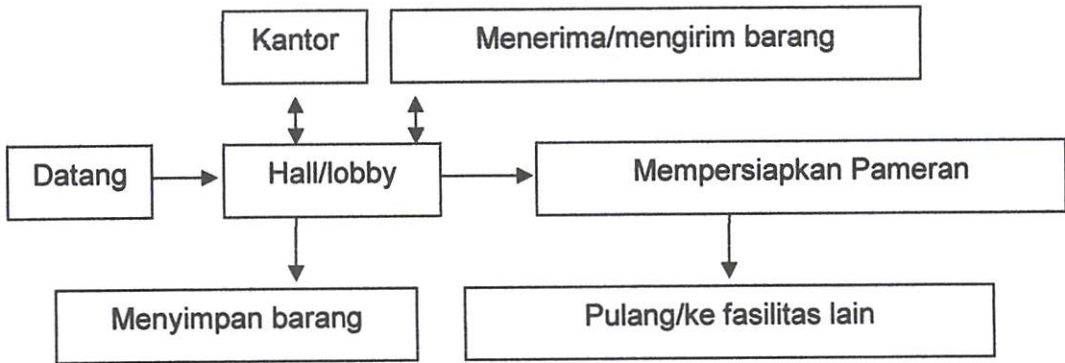 Kantor
Menerima/mengirim barang
Datang
Hall/lobby
Mempersiapkan Pameran
Menyimpan barang
Pulang/ke fasilitas lain